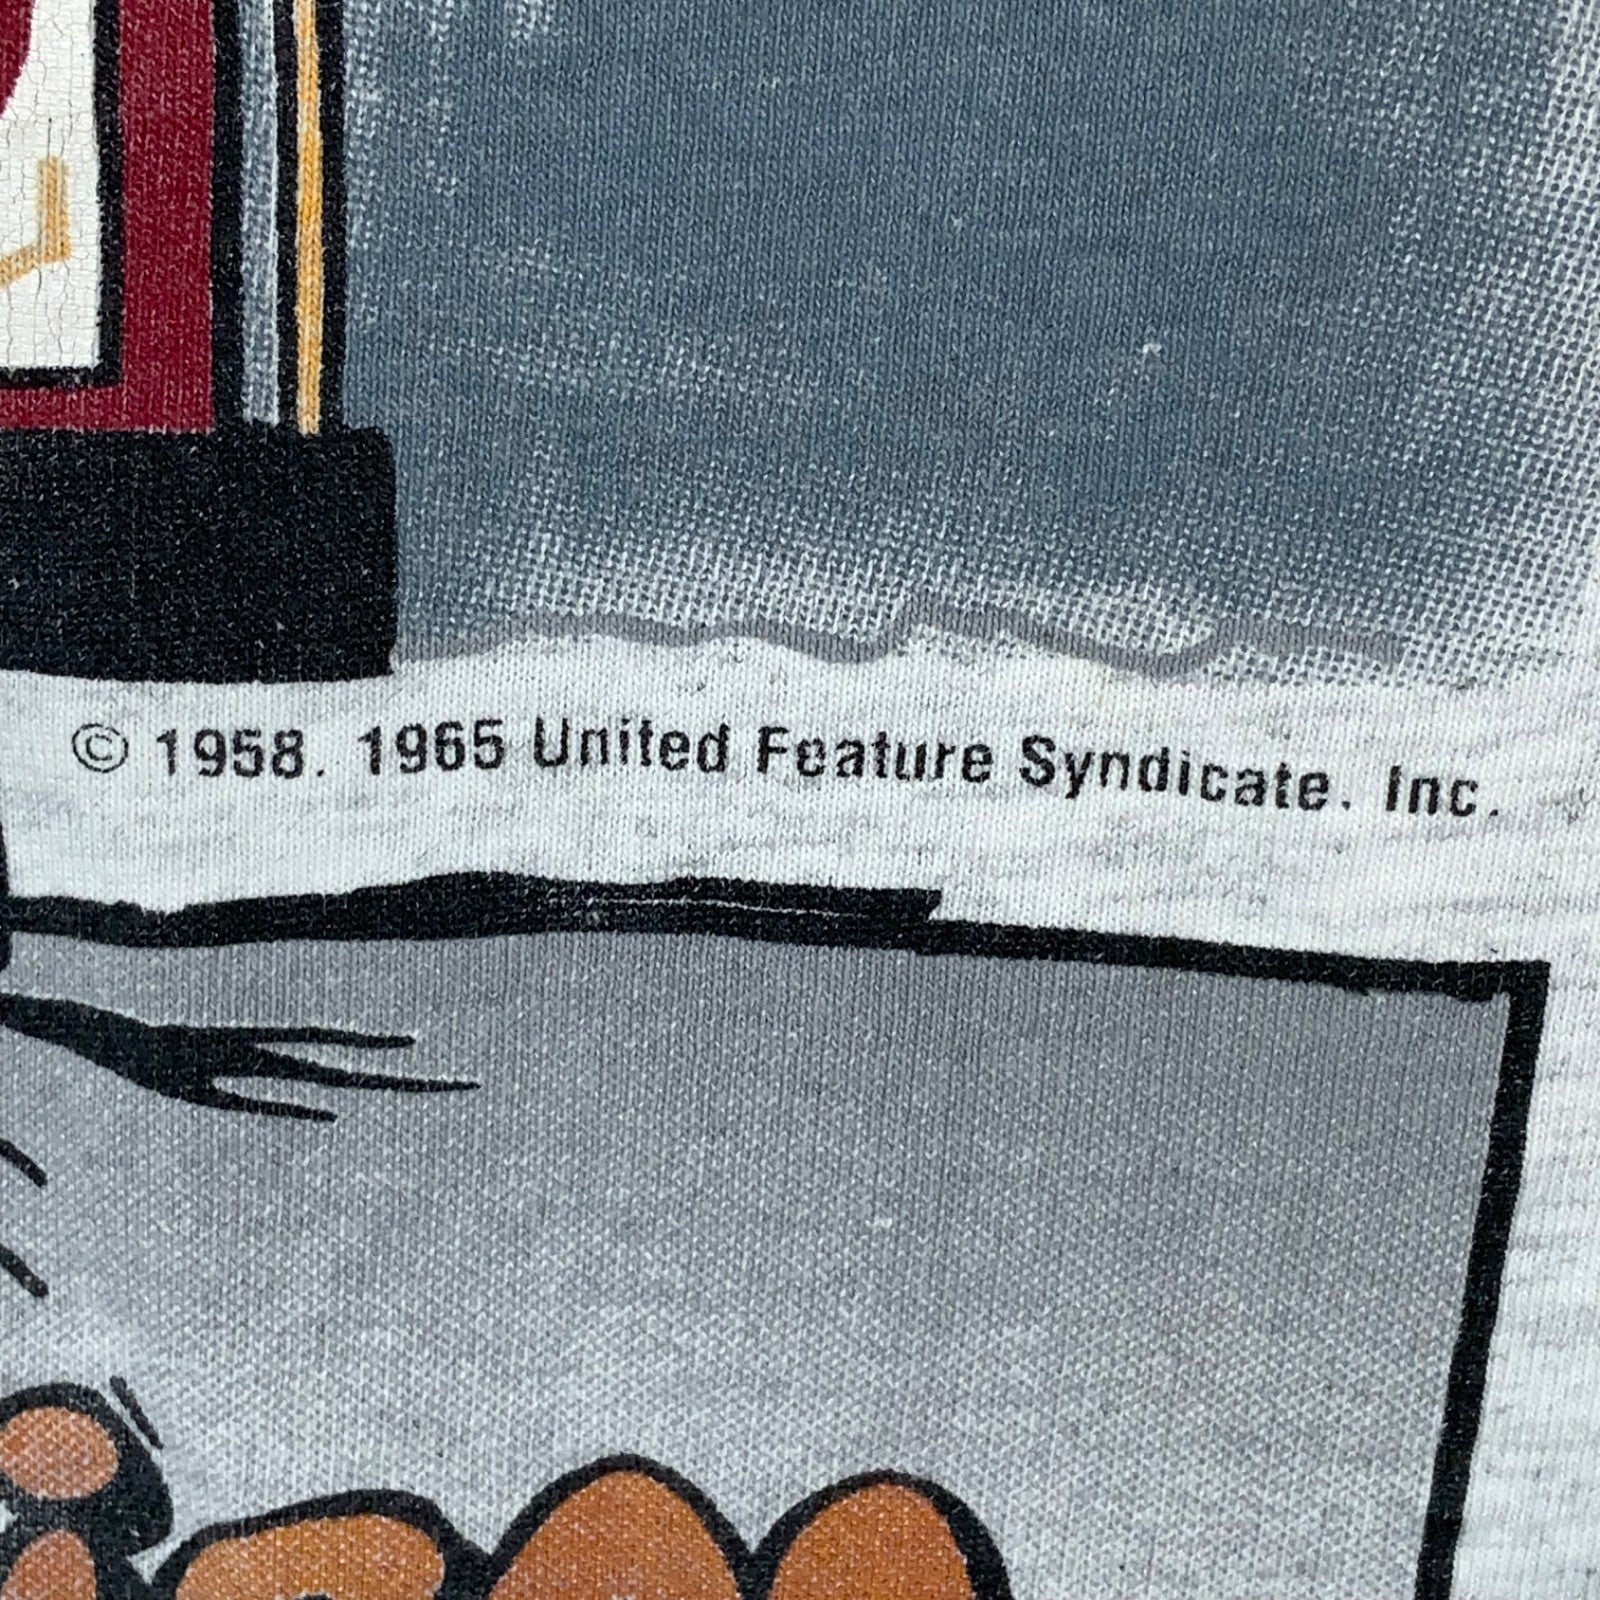 © 1958. 1965 United Feature Syndicate. Inc.